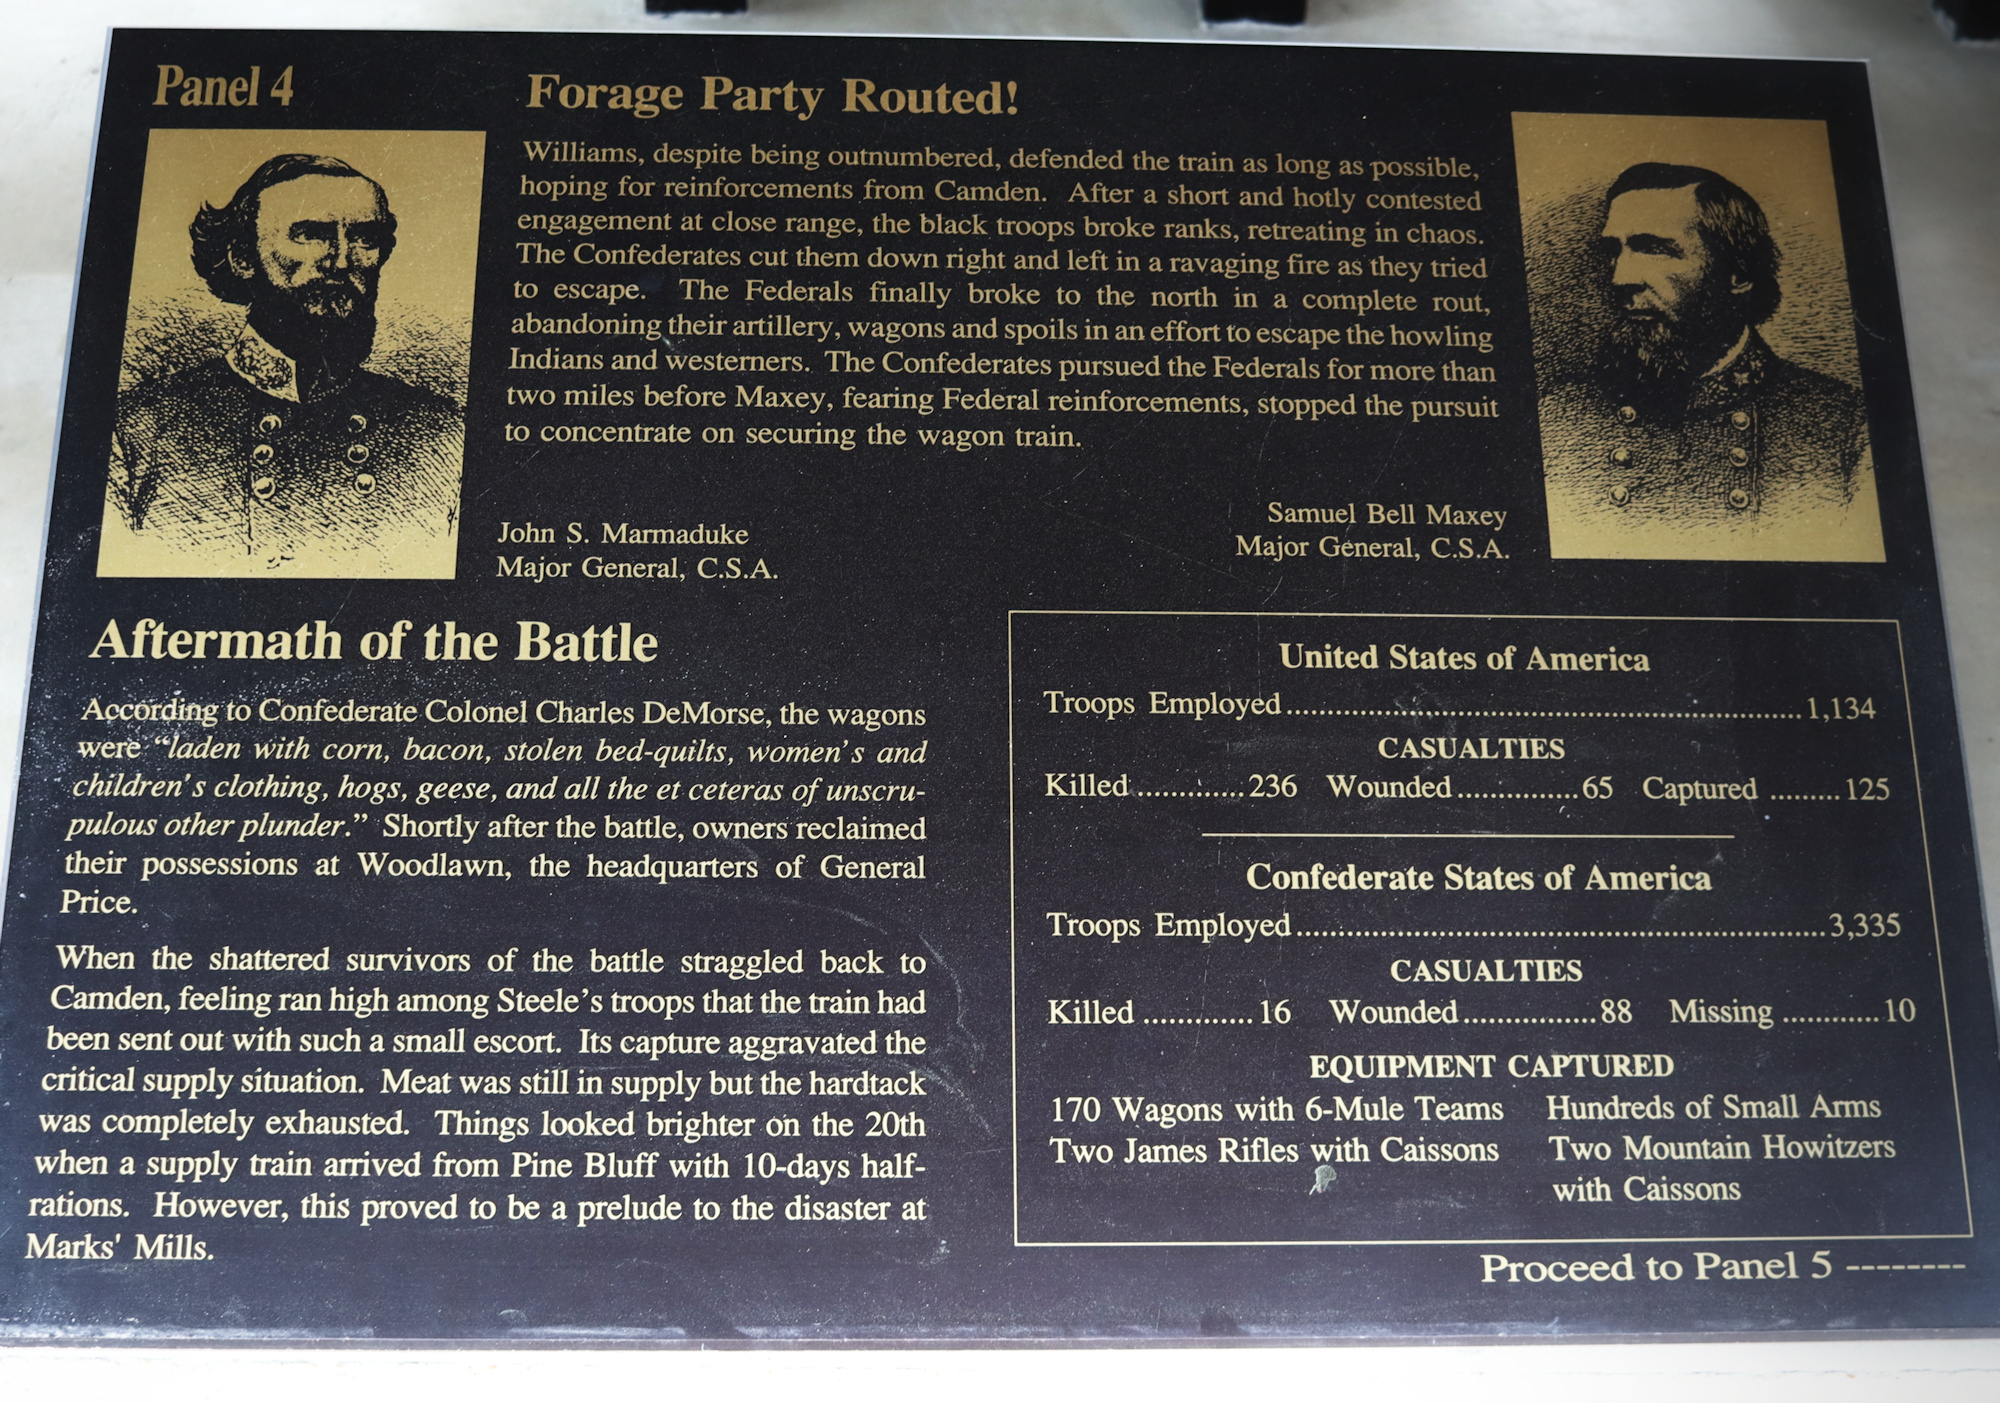 Panel 4
Forage Party Routed!
Williams, despite being outnumbered, defended the train as long as possible,
hoping for reinforcements from Camden. After a short and hotly contested
engagement at close range, the black troops broke ranks, retreating in chaos.
The Confederates cut them down right and left in a ravaging fire as they tried
to escape. The Federals finally broke to the north in a complete rout,
abandoning their artillery, wagons and spoils in an effort to escape the howling
Indians and westerners. The Confederates pursued the Federals for more than
two miles before Maxey, fearing Federal reinforcements, stopped the pursuit
to concentrate on securing the wagon train.
John S. Marmaduke
Major General, C.S.A.
Samuel Bell Maxey
Major General, C.S.A.
Aftermath of the Battle
According to Confederate Colonel Charles DeMorse, the wagons
were “laden with corn, bacon, stolen bed-quilts, women's and
children's clothing, hogs, geese, and all the et ceteras of unscru-
pulous other plunder.” Shortly after the battle, owners reclaimed
their possessions at Woodlawn, the headquarters of General
Price.
When the shattered survivors of the battle straggled back to
Camden, feeling ran high among Steele's troops that the train had
been sent out with such a small escort. Its capture aggravated the
critical supply situation. Meat was still in supply but the hardtack
was completely exhausted. Things looked brighter on the 20th
when a supply train arrived from Pine Bluff with 10-days half-
rations. However, this proved to be a prelude to the disaster at
Marks' Mills.
United States of America
Troops Employed..........1,134
CASUALTIES
Killed ..........236 Wounded..........65 Captured ..........125
Confederate States of America
Troops Employed..........3,335
CASUALTIES
Killed ..........16 Wounded..........88 Missing ..........10
EQUIPMENT CAPTURED
170 Wagons with 6-Mule Teams Hundreds of Small Arms
Two James Rifles with Caissons Two Mountain Howitzers
with Caissons
Proceed to Panel 5 --------